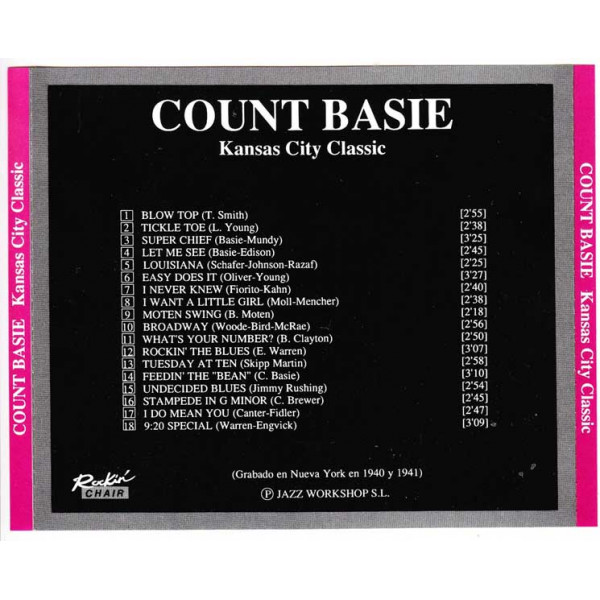 COUNT BASIE
Kansas City Classic
1 BLOW TOP (T. Smith) [2'55]
2 TICKLE TOE (L. Young) [2'38]
3 SUPER CHIEF (Basie-Mundy) [3'25]
4 LET ME SEE (Basie-Edison) [2'45]
5 LOUISIANA (Schafer-Johnson-Razaf) [2'25]
6 EASY DOES IT (Oliver-Young) [3'27]
7 I NEVER KNEW (Fiorito-Kahn) [2'40]
8 I WANT A LITTLE GIRL (Moll-Mencher) [2'38]
9 MOTEN SWING (B. Moten) [2'18]
10 BROADWAY (Woode-Bird-McRae) [2'56]
11 WHAT'S YOUR NUMBER? (B. Clayton) [2'50]
12 ROCKIN' THE BLUES (E. Warren) [3'07]
13 TUESDAY AT TEN (Skipp Martin) [2'58]
14 FEEDIN' THE "BEAN" (C. Basie) [3'10]
15 UNDECIDED BLUES (Jimmy Rushing) [2'54]
16 STAMPEDE IN G MINOR (C. Brewer) [2'45]
17 I DO MEAN YOU (Canter-Fidler) [2'47]
18 9:20 SPECIAL (Warren-Engvick) [3'09]
(Grabado en Nueva York en 1940 y 1941)
Ⓟ JAZZ WORKSHOP S.L.
Rockin'
CHAIR
COUNT BASIE Kansas City Classic
COUNT BASIE Kansas City Classic